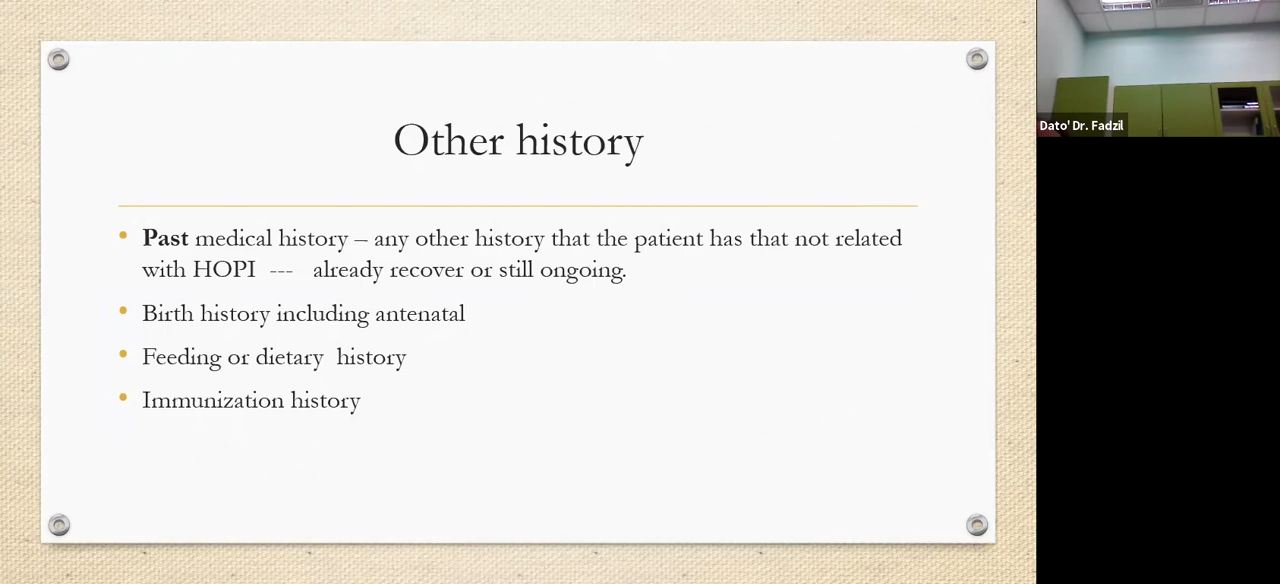 Other history
Past medical history – any other history that the patient has that not related
with HOPI --- already recover or still ongoing.
Birth history including antenatal
Feeding or dietary history
Immunization history
Dato' Dr. Fadzil